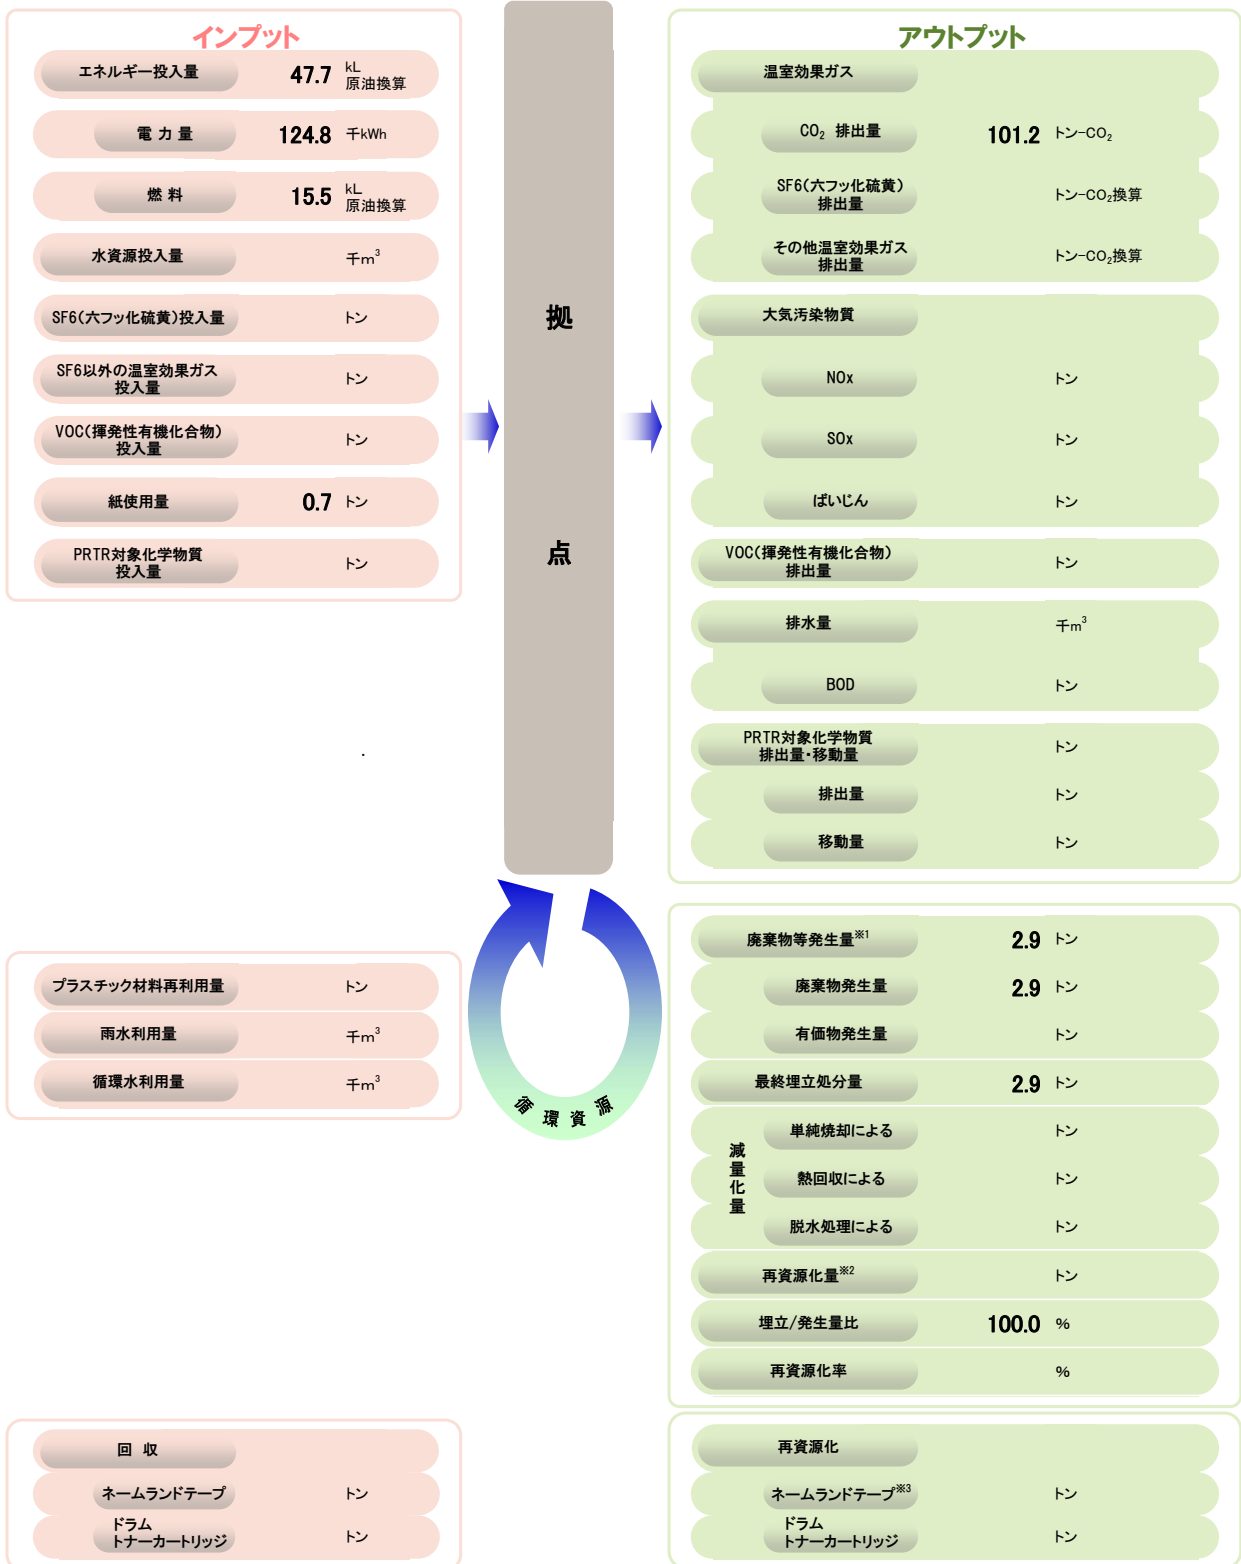 インプット
エネルギー投入量 47.7 kL
原油換算
電 力 量 124.8 千kWh
燃 料 15.5 kL
原油換算
水資源投入量 千m³
SF6(六フッ化硫黄)投入量 トン
SF6以外の温室効果ガス
投入量 トン
VOC(揮発性有機化合物)
投入量 トン
紙使用量 0.7 トン
PRTR対象化学物質
投入量 トン
拠
点
アウトプット
温室効果ガス
CO₂ 排出量 101.2 トン-CO₂
SF6(六フッ化硫黄)
排出量 トン-CO₂換算
その他温室効果ガス
排出量 トン-CO₂換算
大気汚染物質
NOx トン
SOx トン
ばいじん トン
VOC(揮発性有機化合物)
排出量 トン
排水量 千m³
BOD トン
PRTR対象化学物質
排出量・移動量 トン
排出量 トン
移動量 トン
プラスチック材料再利用量 トン
雨水利用量 千m³
循環水利用量 千m³
循環資源
廃棄物等発生量※1 2.9 トン
廃棄物発生量 2.9 トン
有価物発生量 トン
最終埋立処分量 2.9 トン
減量化量
単純焼却による トン
熱回収による トン
脱水処理による トン
再資源化量※2 トン
埋立/発生量比 100.0 %
再資源化率 %
回 収
ネームランドテープ トン
ドラム
トナーカートリッジ トン
再資源化
ネームランドテープ※3 トン
ドラム
トナーカートリッジ トン